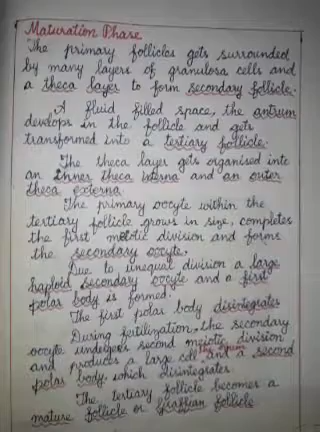 Maturation Phase
The primary follicles gets surrounded
by many layers of granulosa cells and
a theca layer to form secondary follicle.
A fluid filled space, the antrum
develops in the follicle and gets
transformed into a tertiary follicle.
The theca layer gets organised into
an inner theca interna and an outer
theca externa.
The primary oocyte within the
tertiary follicle grows in size, completes
the first meiotic division and forms
the secondary oocyte.
Due to unequal division a large
haploid secondary oocyte and a first
polar body is formed.
The first polar body disintegrates
During fertilization, the secondary
oocyte undergoes second meiotic division
and produces a large cell and a second
polar body which disintegrates.
The tertiary follicle becomes a
mature follicle or graffian follicle